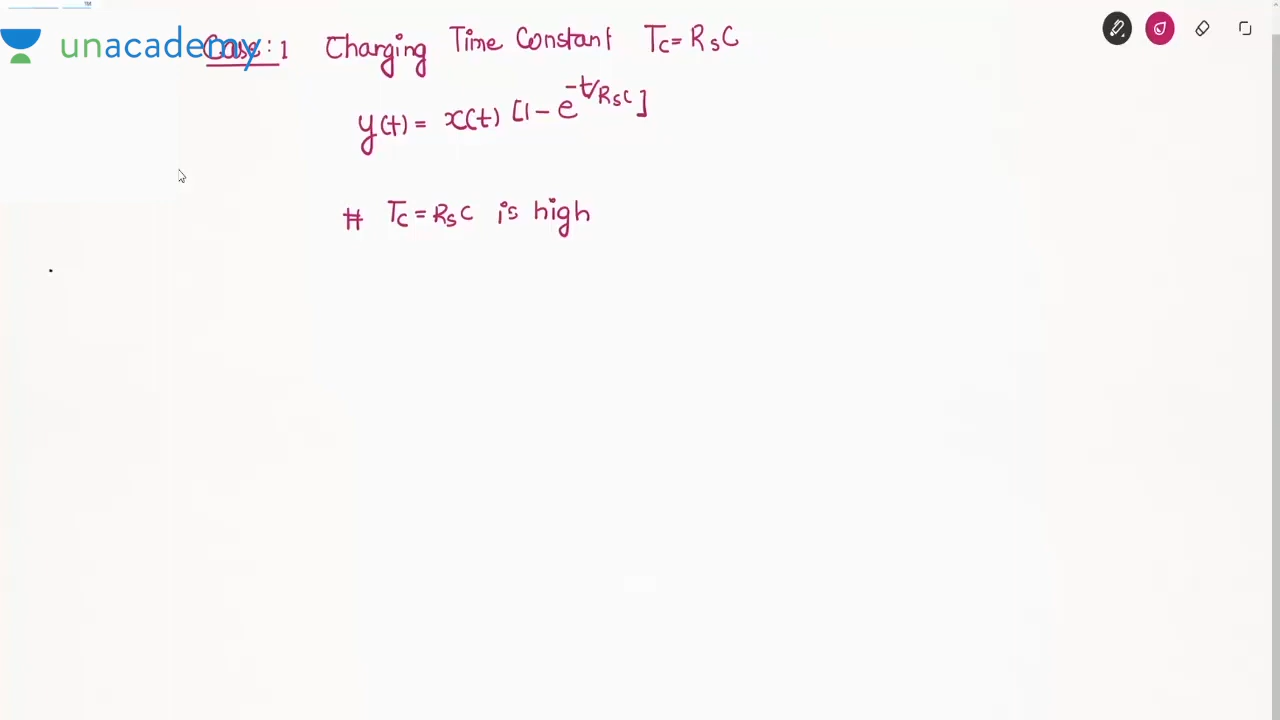 unacademy
Case: 1 Charging Time Constant Tc = RsC
y(t) = x(t) [1 - e^-t/RsC]
# Tc = RsC is high